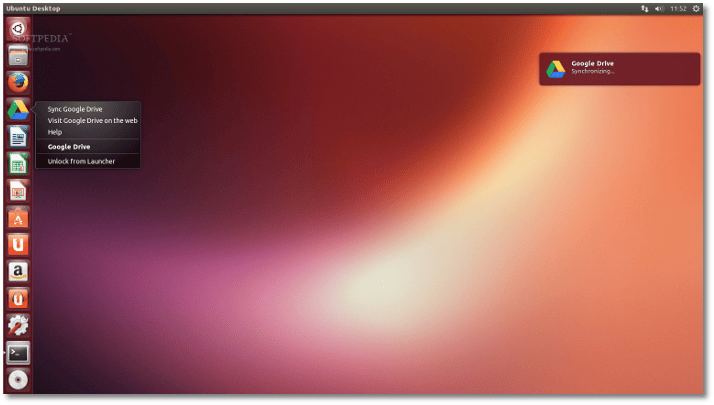 Ubuntu Desktop
11:52
SOFTPEDIA
www.softpedia.com
Google Drive
Synchronizing...
Sync Google Drive
Visit Google Drive on the web
Help
Google Drive
Unlock from Launcher